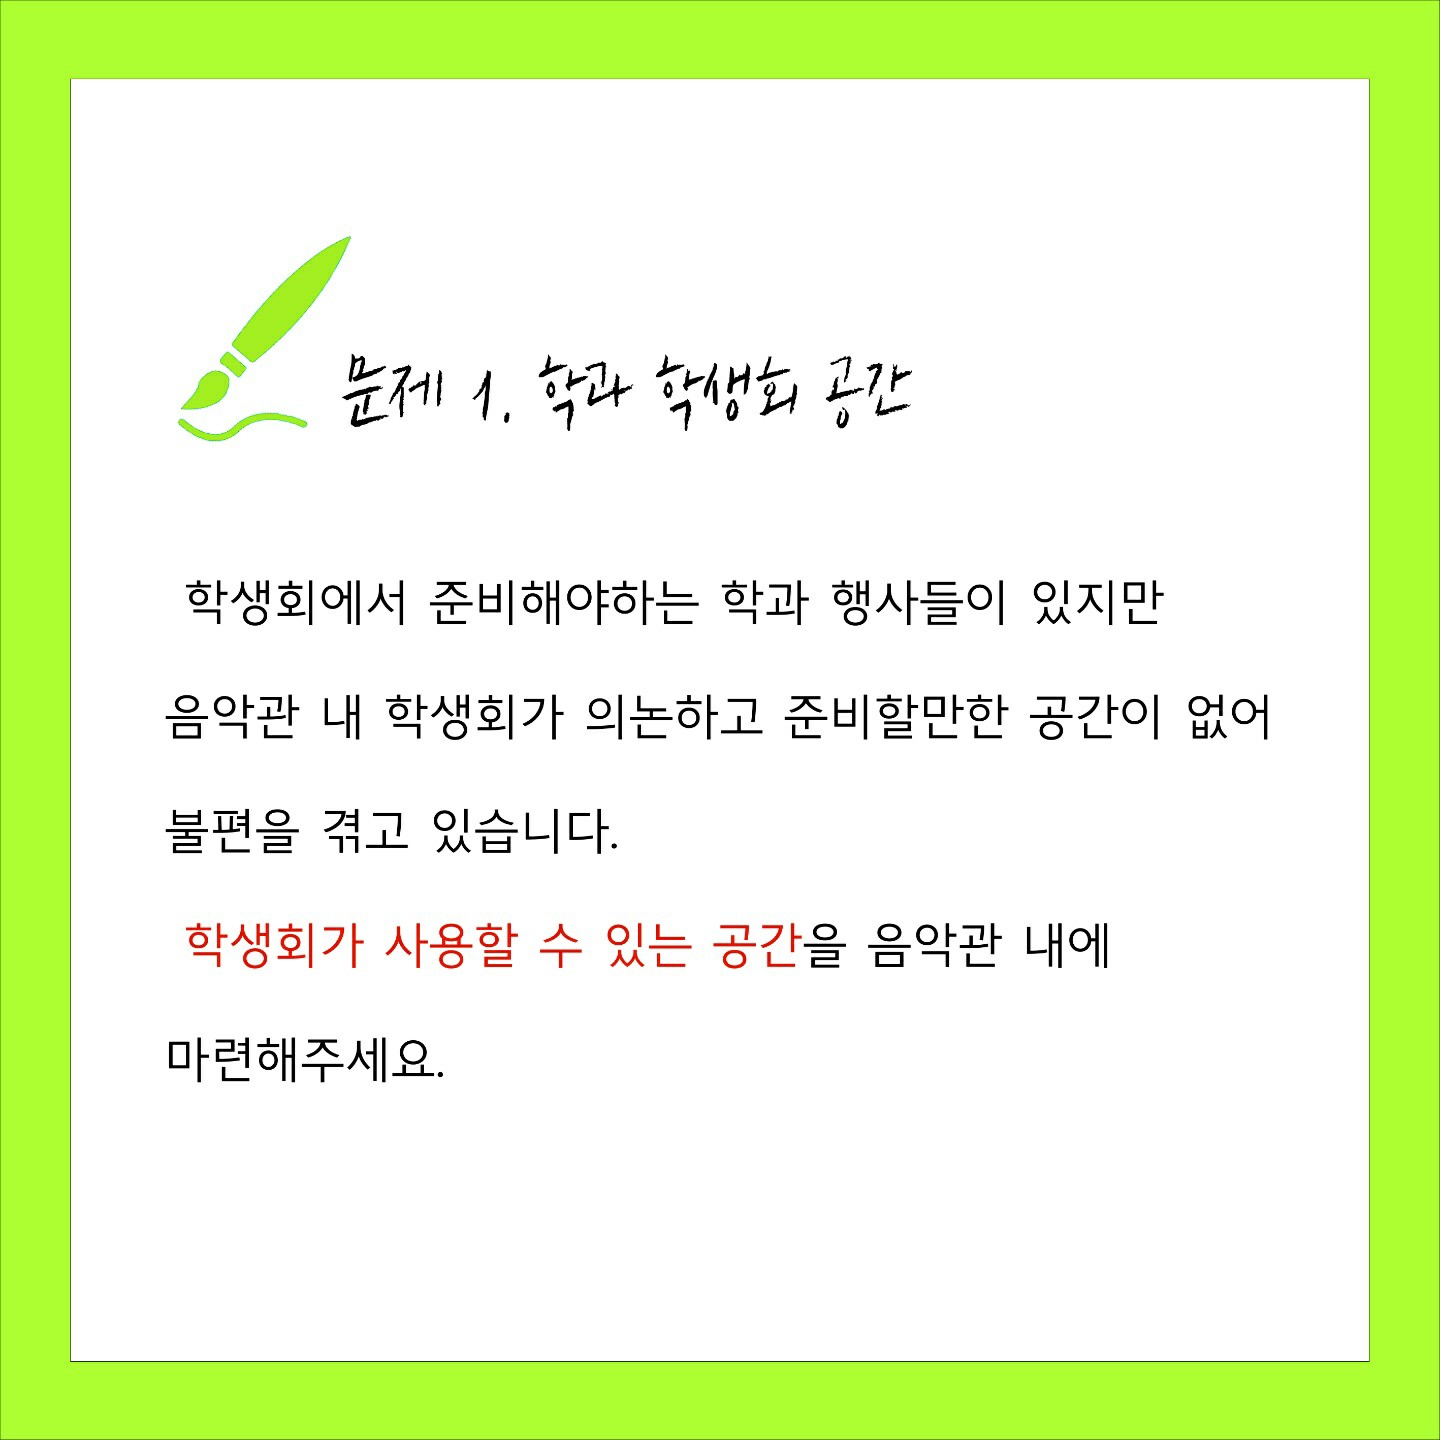 문제 1. 학과 학생회 공간
학생회에서 준비해야하는 학과 행사들이 있지만
음악관 내 학생회가 의논하고 준비할만한 공간이 없어
불편을 겪고 있습니다.
학생회가 사용할 수 있는 공간을 음악관 내에
마련해주세요.